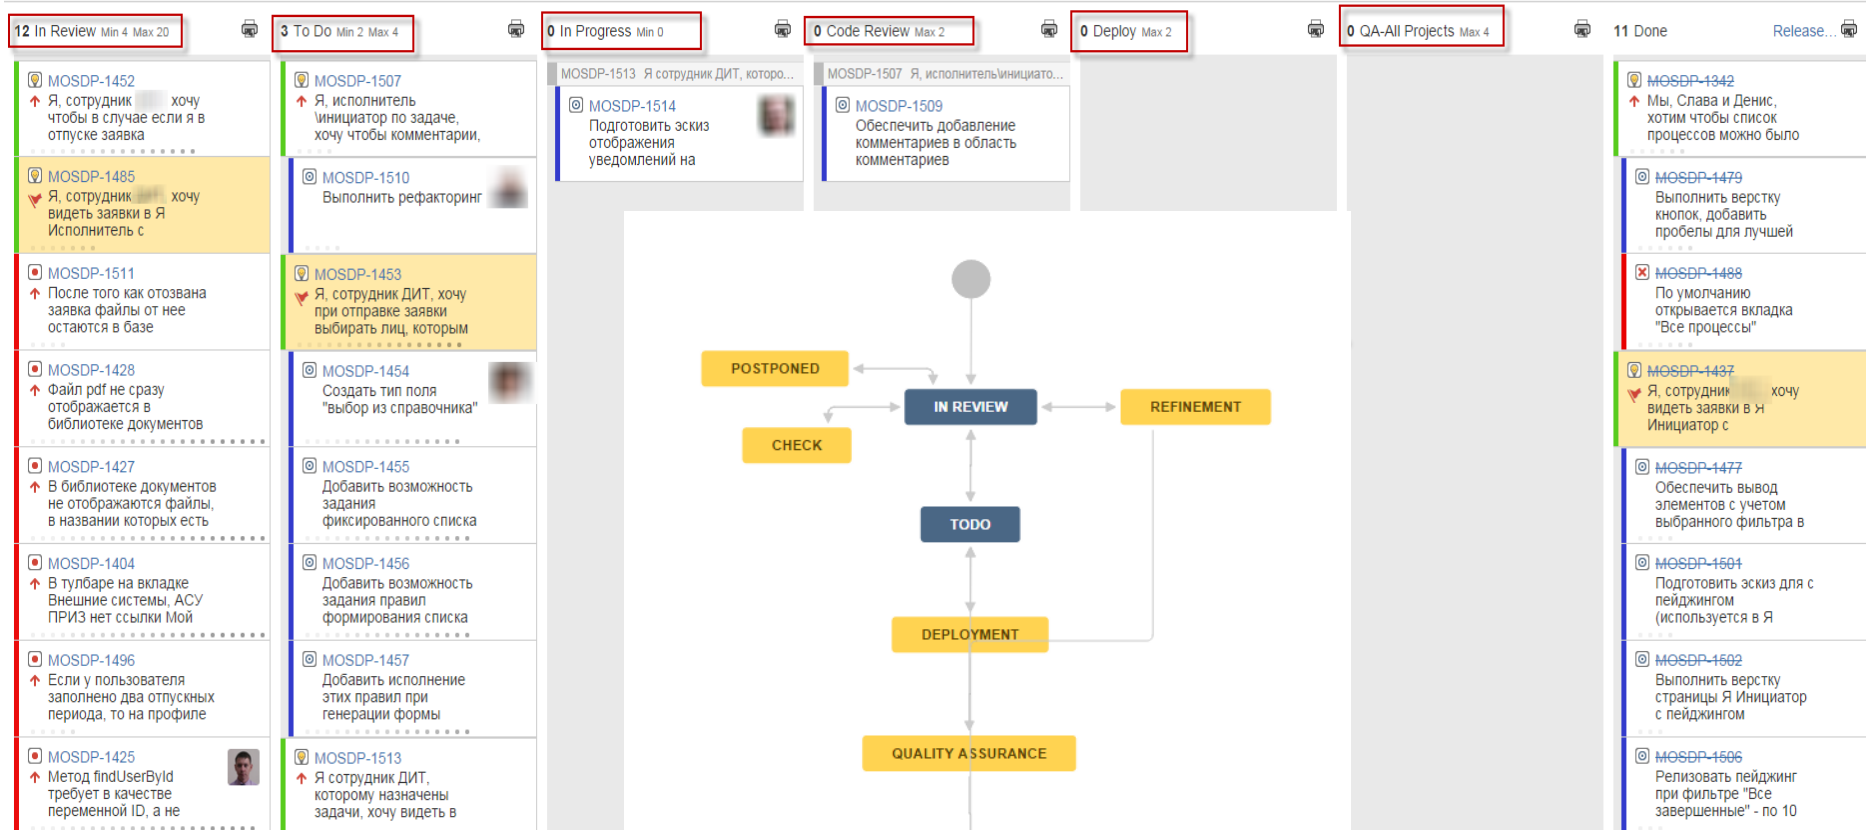 12 In Review Min 4 Max 20
3 To Do Min 2 Max 4
0 In Progress Min 0
0 Code Review Max 2
0 Deploy Max 2
0 QA-All Projects Max 4
11 Done
Release...
MOSDP-1452
Я, сотрудник хочу
чтобы в случае если я в
отпуске заявка
MOSDP-1485
Я, сотрудник хочу
видеть заявки в Я
Исполнитель с
MOSDP-1511
После того как отозвана
заявка файлы от нее
остаются в базе
MOSDP-1428
Файл pdf не сразу
отображается в
библиотеке документов
MOSDP-1427
В библиотеке документов
не отображаются файлы,
в названии которых есть
MOSDP-1404
В тулбаре на вкладке
Внешние системы, АСУ
ПРИЗ нет ссылки Мой
MOSDP-1496
Если у пользователя
заполнено два отпускных
периода, то на профиле
MOSDP-1425
Метод findUserById
требует в качестве
переменной ID, а не
MOSDP-1507
Я, исполнитель
\инициатор по задаче,
хочу чтобы комментарии,
MOSDP-1510
Выполнить рефакторинг
MOSDP-1453
Я, сотрудник ДИТ, хочу
при отправке заявки
выбирать лиц, которым
MOSDP-1454
Создать тип поля
"выбор из справочника"
MOSDP-1455
Добавить возможность
задания
фиксированного списка
MOSDP-1456
Добавить возможность
задания правил
формирования списка
MOSDP-1457
Добавить исполнение
этих правил при
генерации формы
MOSDP-1513
Я сотрудник ДИТ,
которому назначены
задачи, хочу видеть в
MOSDP-1513 Я сотрудник ДИТ, которо...
MOSDP-1514
Подготовить эскиз
отображения
уведомлений на
MOSDP-1507 Я, исполнитель\инициато...
MOSDP-1509
Обеспечить добавление
комментариев в область
комментариев
POSTPONED
IN REVIEW
REFINEMENT
CHECK
TODO
DEPLOYMENT
QUALITY ASSURANCE
MOSDP-1342
Мы, Слава и Денис,
хотим чтобы список
процессов можно было
MOSDP-1479
Выполнить верстку
кнопок, добавить
пробелы для лучшей
MOSDP-1488
По умолчанию
открывается вкладка
"Все процессы"
MOSDP-1437
Я, сотрудник хочу
видеть заявки в Я
Инициатор с
MOSDP-1477
Обеспечить вывод
элементов с учетом
выбранного фильтра в
MOSDP-1501
Подготовить эскиз для с
пейджингом
(используется в Я
MOSDP-1502
Выполнить верстку
страницы Я Инициатор
с пейджингом
MOSDP-1506
Релизовать пейджинг
при фильтре "Все
завершенные" - по 10